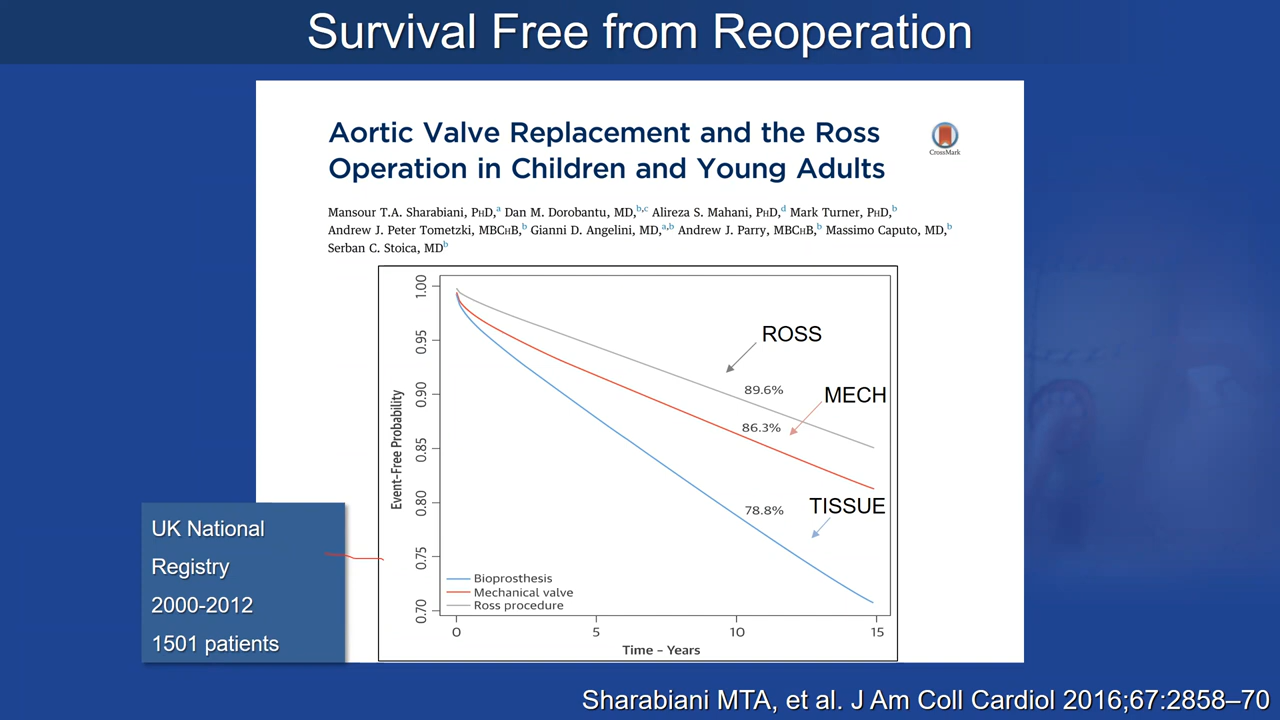 Survival Free from Reoperation
Aortic Valve Replacement and the Ross
Operation in Children and Young Adults
CrossMark
Mansour T.A. Sharabiani, PHD,a Dan M. Dorobantu, MD,b,c Alireza S. Mahani, PHD,d Mark Turner, PHD,b
Andrew J. Peter Tometzki, MBCHB,b Gianni D. Angelini, MD,a,b Andrew J. Parry, MBCHB,b Massimo Caputo, MD,b
Serban C. Stoica, MDb
Event-Free Probability
1.00
0.95
0.90
0.85
0.80
0.75
0.70
ROSS
89.6%
MECH
86.3%
TISSUE
78.8%
Bioprosthesis
Mechanical valve
Ross procedure
0
5
10
15
Time – Years
UK National
Registry
2000-2012
1501 patients
Sharabiani MTA, et al. J Am Coll Cardiol 2016;67:2858–70